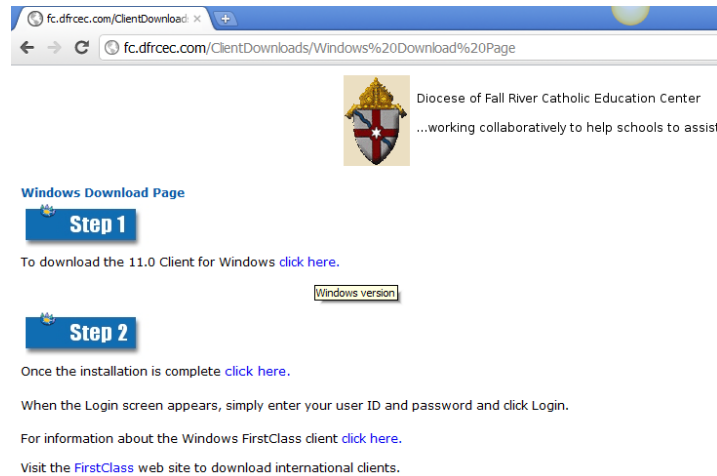 fc.dfrcec.com/ClientDownload
fc.dfrcec.com/ClientDownloads/Windows%20Download%20Page
Diocese of Fall River Catholic Education Center
...working collaboratively to help schools to assist
Windows Download Page
Step 1
To download the 11.0 Client for Windows click here.
Windows version
Step 2
Once the installation is complete click here.
When the Login screen appears, simply enter your user ID and password and click Login.
For information about the Windows FirstClass client click here.
Visit the FirstClass web site to download international clients.